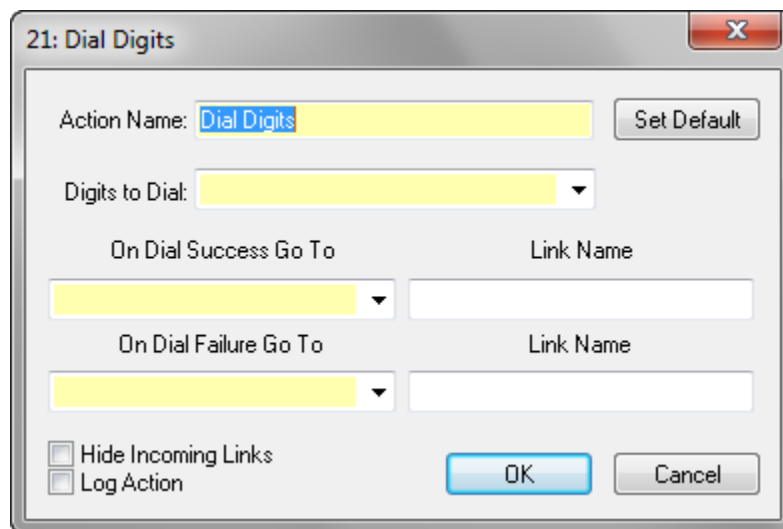 21: Dial Digits
Action Name: Dial Digits Set Default
Digits to Dial:
On Dial Success Go To Link Name
On Dial Failure Go To Link Name
Hide Incoming Links
Log Action OK Cancel